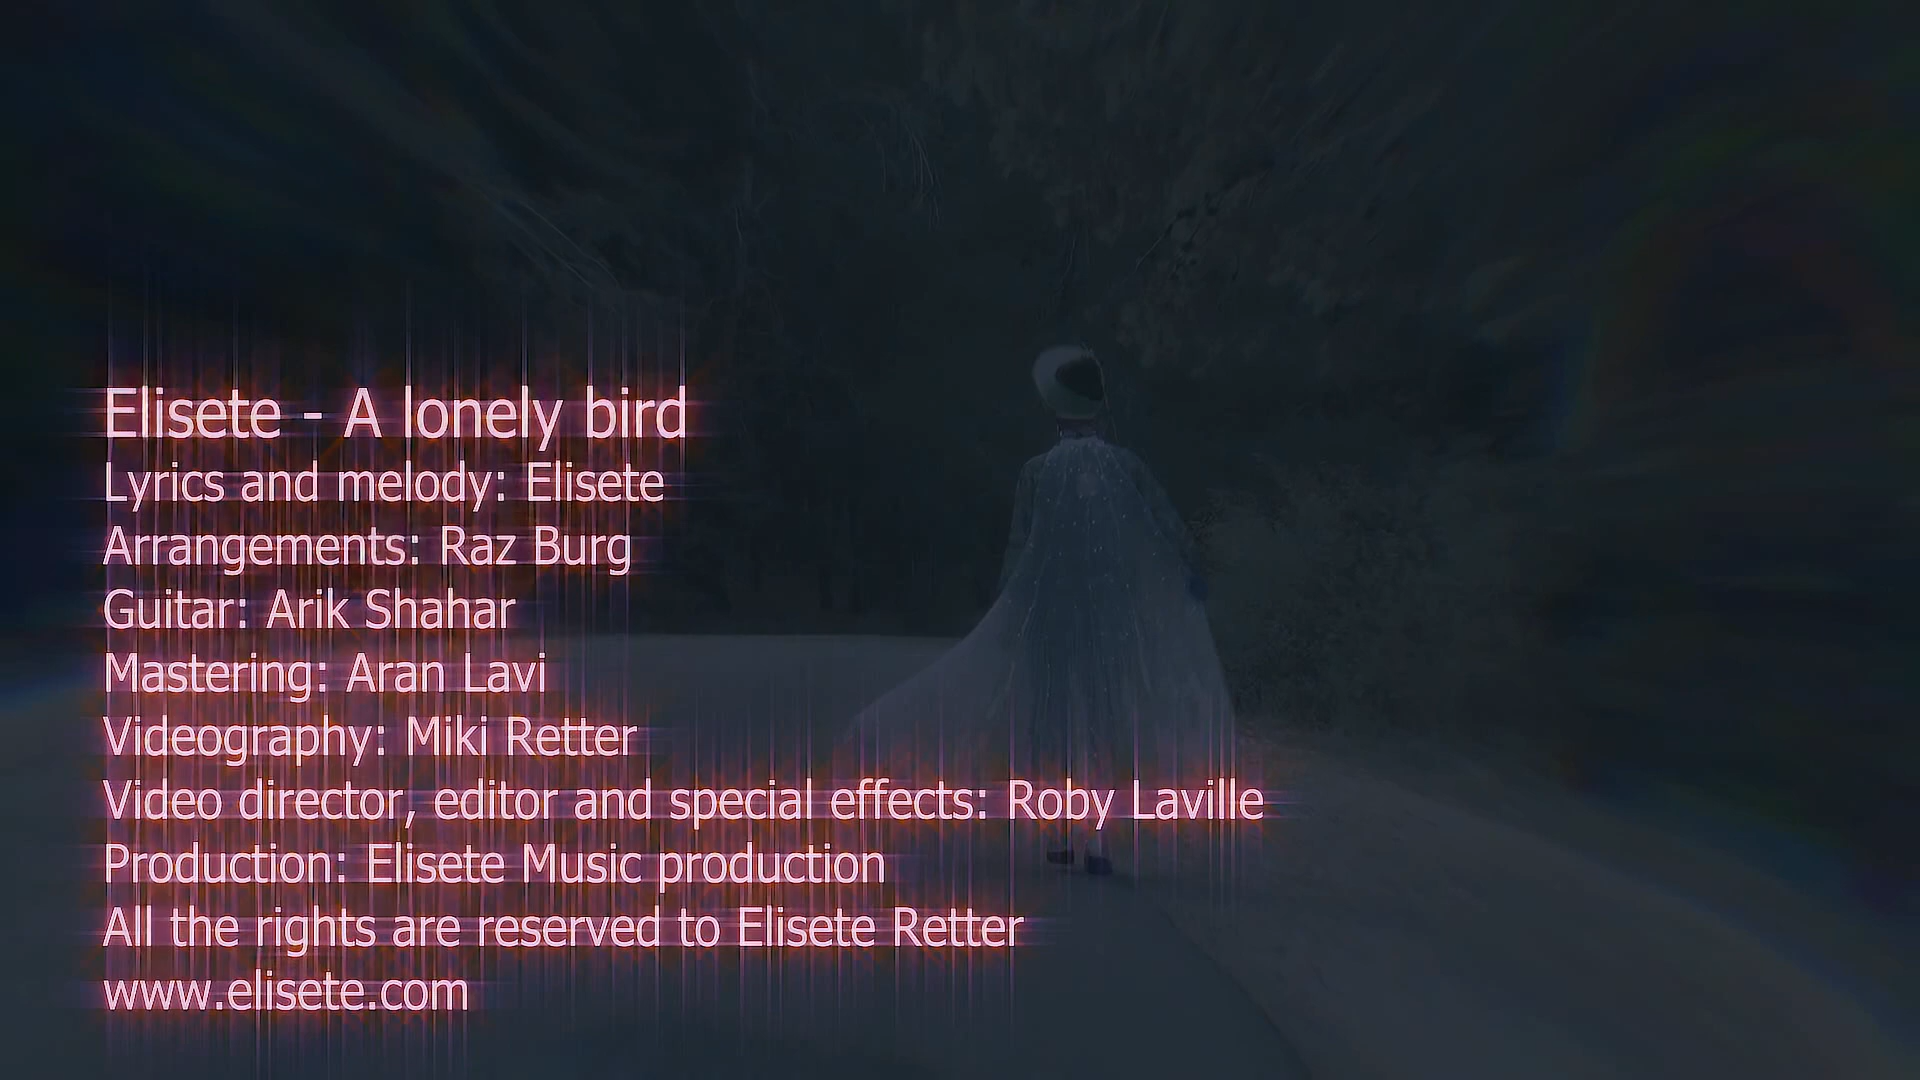 Elisete - A lonely bird
Lyrics and melody: Elisete
Arrangements: Raz Burg
Guitar: Arik Shahar
Mastering: Aran Lavi
Videography: Miki Retter
Video director, editor and special effects: Roby Laville
Production: Elisete Music production
All the rights are reserved to Elisete Retter
www.elisete.com